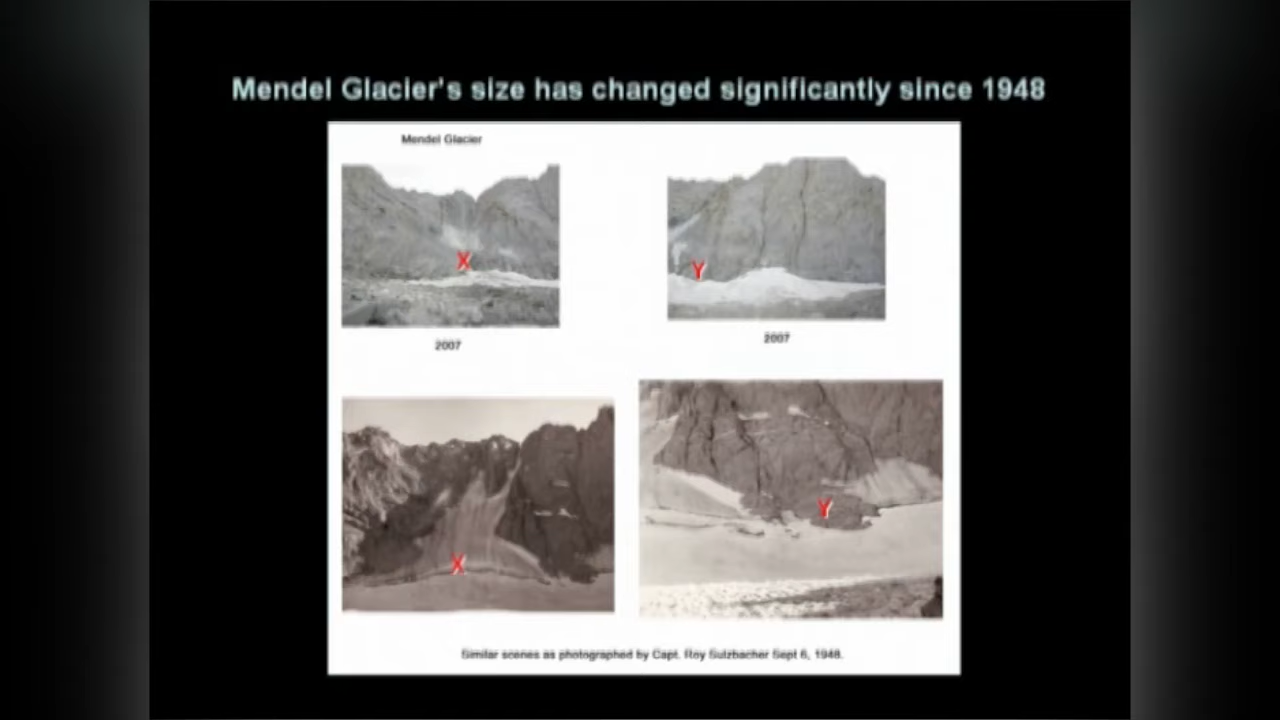 Mendel Glacier's size has changed significantly since 1948
Mendel Glacier
X
Y
2007
2007
X
Y
Similar scenes as photographed by Capt. Roy Sulzbacher Sept 6, 1948.